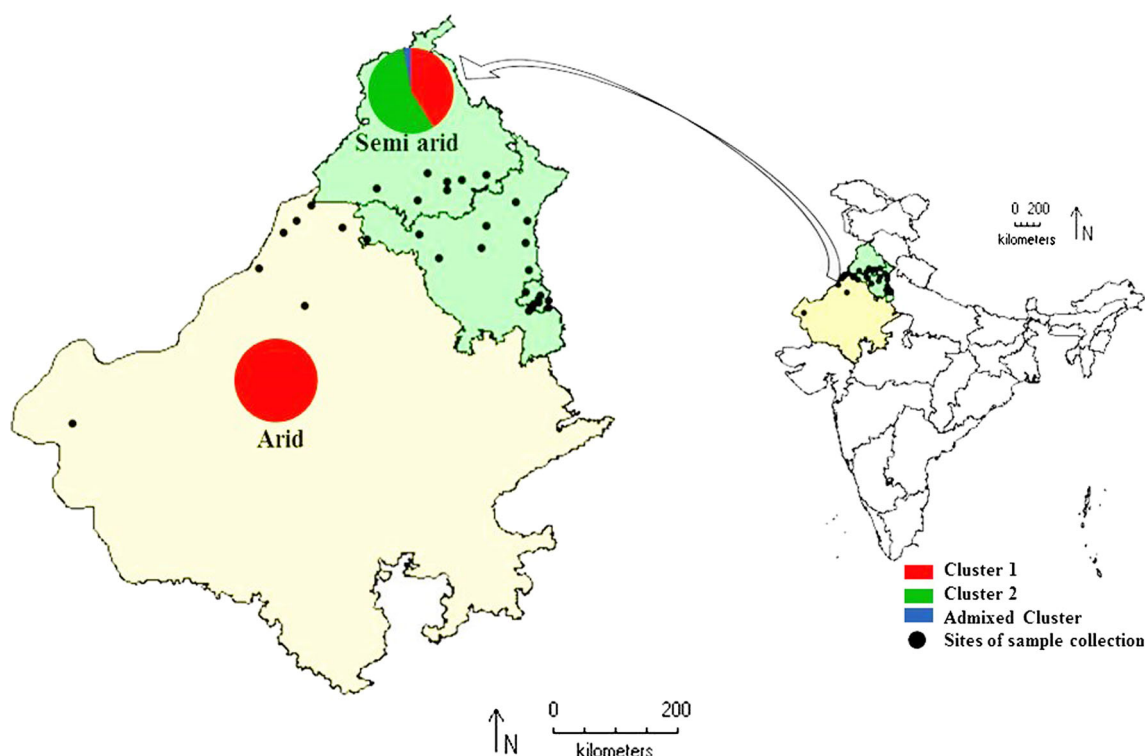 Semi arid
0 200
kilometers
N
Arid
Cluster 1
Cluster 2
Admixed Cluster
Sites of sample collection
N
0 200
kilometers